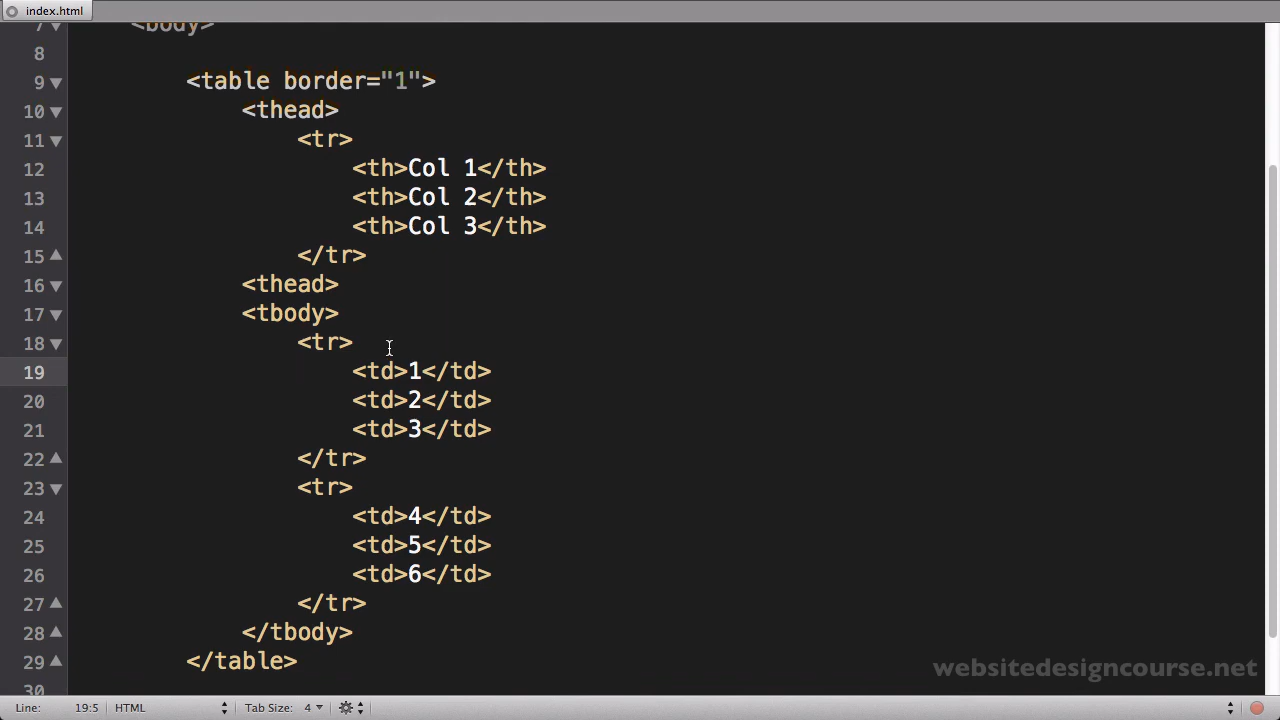 index.html
7 <body>
8
9 <table border="1">
10 <thead>
11 <tr>
12 <th>Col 1</th>
13 <th>Col 2</th>
14 <th>Col 3</th>
15 </tr>
16 <thead>
17 <tbody>
18 <tr>
19 <td>1</td>
20 <td>2</td>
21 <td>3</td>
22 </tr>
23 <tr>
24 <td>4</td>
25 <td>5</td>
26 <td>6</td>
27 </tr>
28 </tbody>
29 </table>
30
websitedesigncourse.net
Line: 19:5 HTML Tab Size: 4